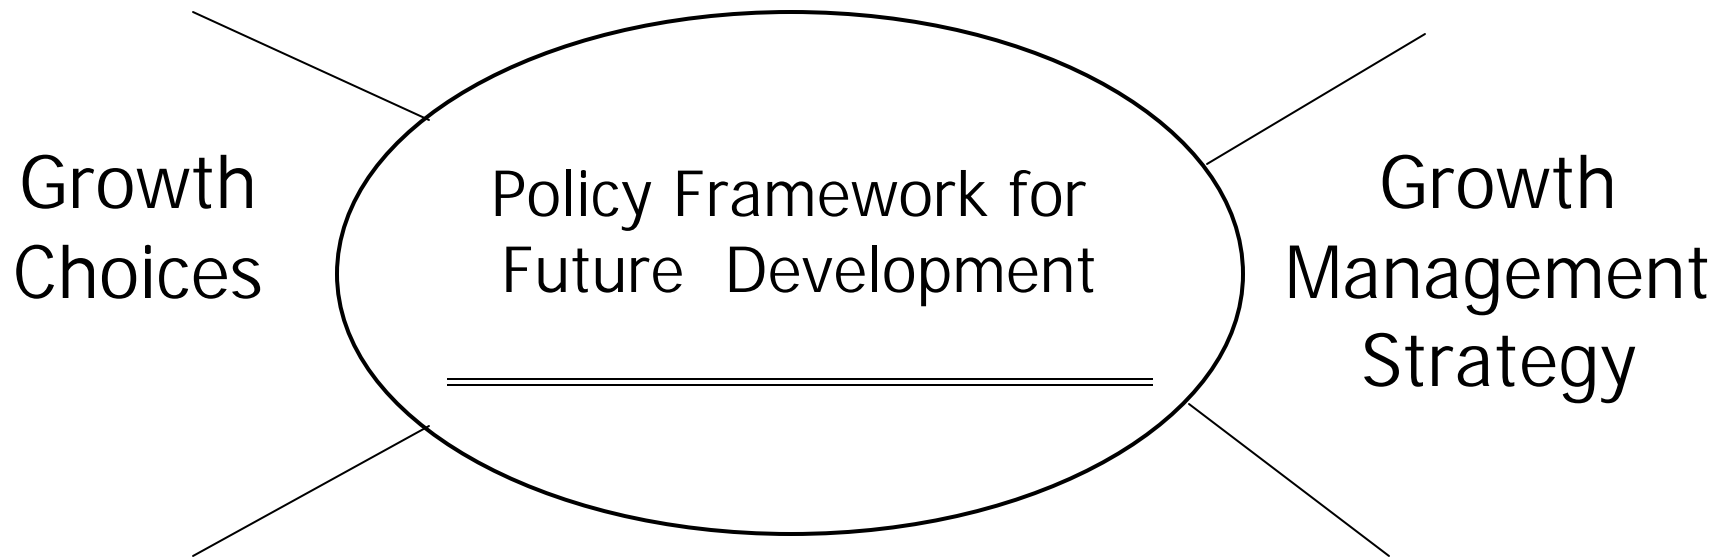 Growth
Choices
Policy Framework for
Future Development
Growth
Management
Strategy